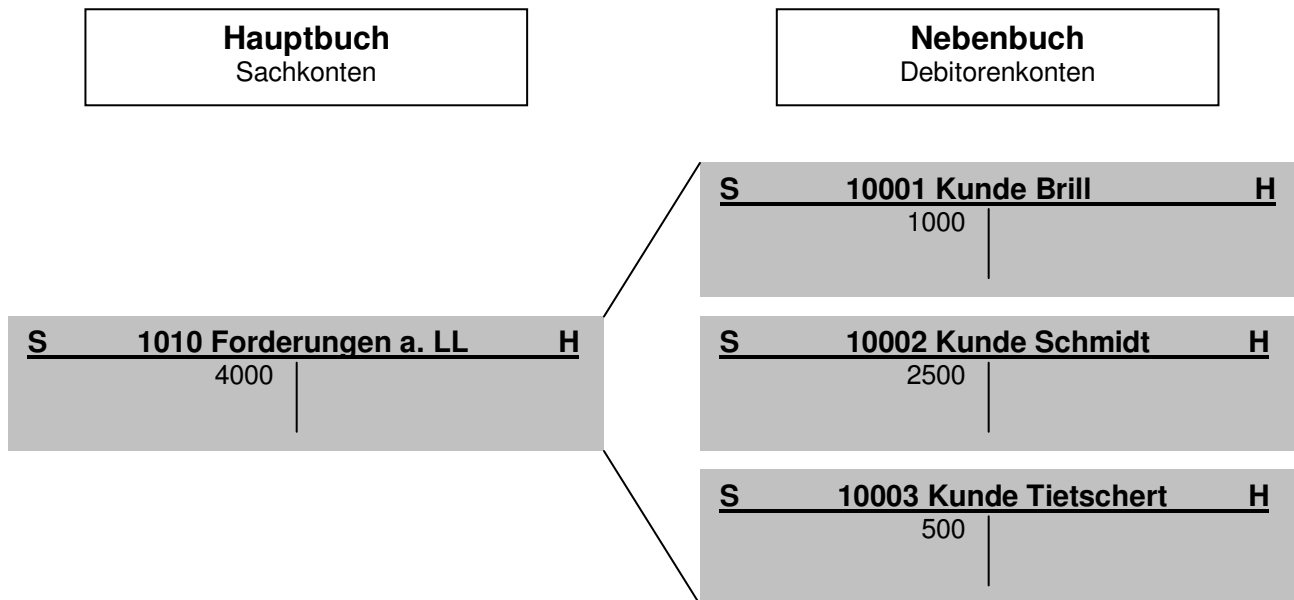 Hauptbuch
Sachkonten
Nebenbuch
Debitorenkonten
S 10001 Kunde Brill H
1000
S 1010 Forderungen a. LL H
4000
S 10002 Kunde Schmidt H
2500
S 10003 Kunde Tietschert H
500